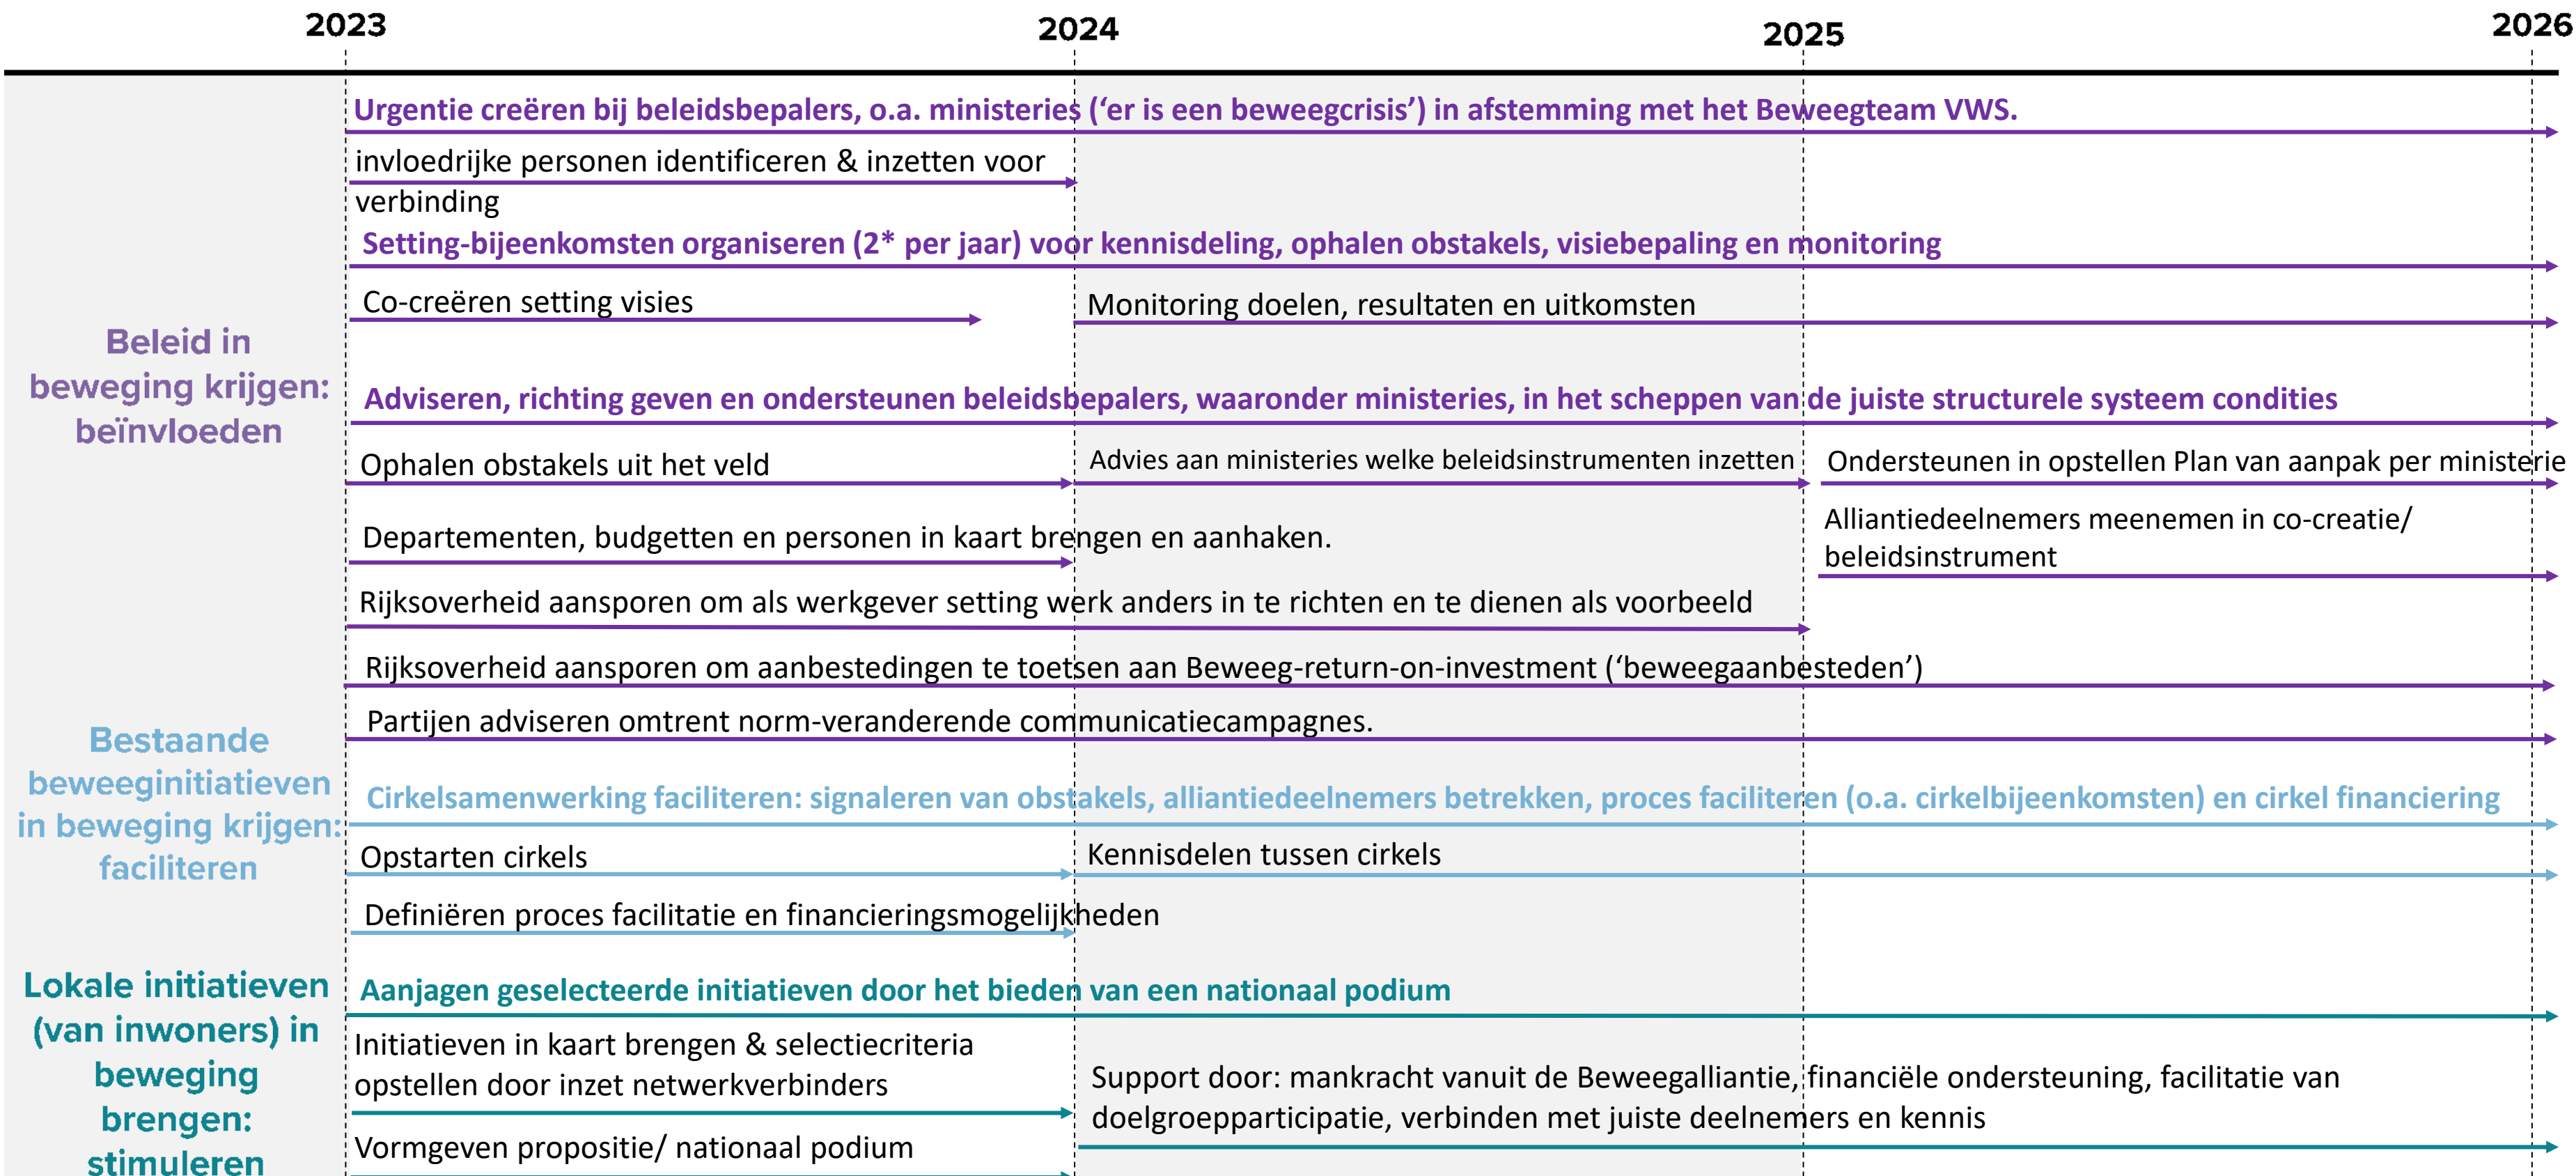 2023
2024
2025
2026
Urgentie creëren bij beleidsbepalers, o.a. ministeries (‘er is een beweegcrisis’) in afstemming met het Beweegteam VWS.
invloedrijke personen identificeren & inzetten voor
verbinding
Setting-bijeenkomsten organiseren (2* per jaar) voor kennisdeling, ophalen obstakels, visiebepaling en monitoring
Co-creëren setting visies
Monitoring doelen, resultaten en uitkomsten
Beleid in
beweging krijgen:
beïnvloeden
Adviseren, richting geven en ondersteunen beleidsbepalers, waaronder ministeries, in het scheppen van de juiste structurele systeem condities
Ophalen obstakels uit het veld
Advies aan ministeries welke beleidsinstrumenten inzetten
Ondersteunen in opstellen Plan van aanpak per ministerie
Departementen, budgetten en personen in kaart brengen en aanhaken.
Alliantiedeelnemers meenemen in co-creatie/
beleidsinstrument
Rijksoverheid aansporen om als werkgever setting werk anders in te richten en te dienen als voorbeeld
Rijksoverheid aansporen om aanbestedingen te toetsen aan Beweeg-return-on-investment (‘beweegaanbesteden’)
Partijen adviseren omtrent norm-veranderende communicatiecampagnes.
Bestaande
beweeginitiatieven
in beweging krijgen:
faciliteren
Cirkelsamenwerking faciliteren: signaleren van obstakels, alliantiedeelnemers betrekken, proces faciliteren (o.a. cirkelbijeenkomsten) en cirkel financiering
Opstarten cirkels
Kennisdelen tussen cirkels
Definiëren proces facilitatie en financieringsmogelijkheden
Lokale initiatieven
(van inwoners) in
beweging
brengen:
stimuleren
Aanjagen geselecteerde initiatieven door het bieden van een nationaal podium
Initiatieven in kaart brengen & selectiecriteria
opstellen door inzet netwerkverbinders
Support door: mankracht vanuit de Beweegalliantie, financiële ondersteuning, facilitatie van
doelgroepparticipatie, verbinden met juiste deelnemers en kennis
Vormgeven propositie/ nationaal podium